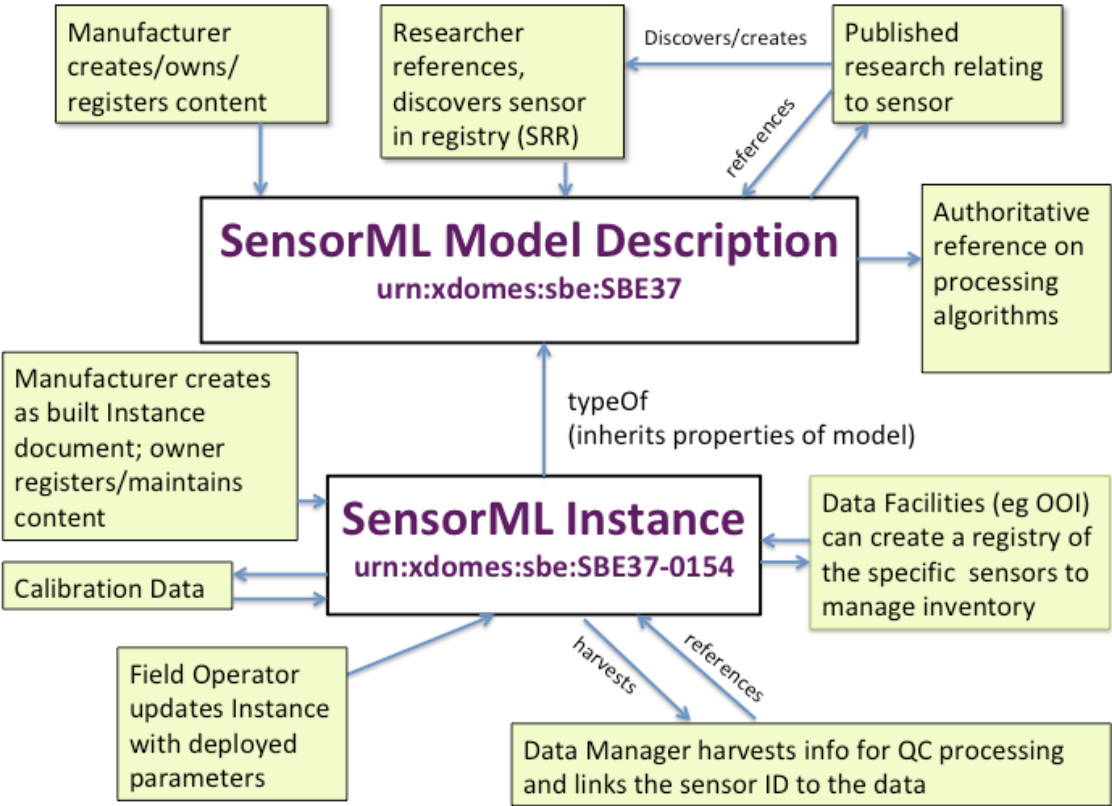 Manufacturer
creates/owns/
registers content
Researcher
references,
discovers sensor
in registry (SRR)
Discovers/creates
Published
research relating
to sensor
references
SensorML Model Description
urn:xdomes:sbe:SBE37
Authoritative
reference on
processing
algorithms
Manufacturer creates
as built Instance
document; owner
registers/maintains
content
typeOf
(inherits properties of model)
SensorML Instance
urn:xdomes:sbe:SBE37-0154
Data Facilities (eg OOI)
can create a registry of
the specific sensors to
manage inventory
Calibration Data
Field Operator
updates Instance
with deployed
parameters
harvests
references
Data Manager harvests info for QC processing
and links the sensor ID to the data